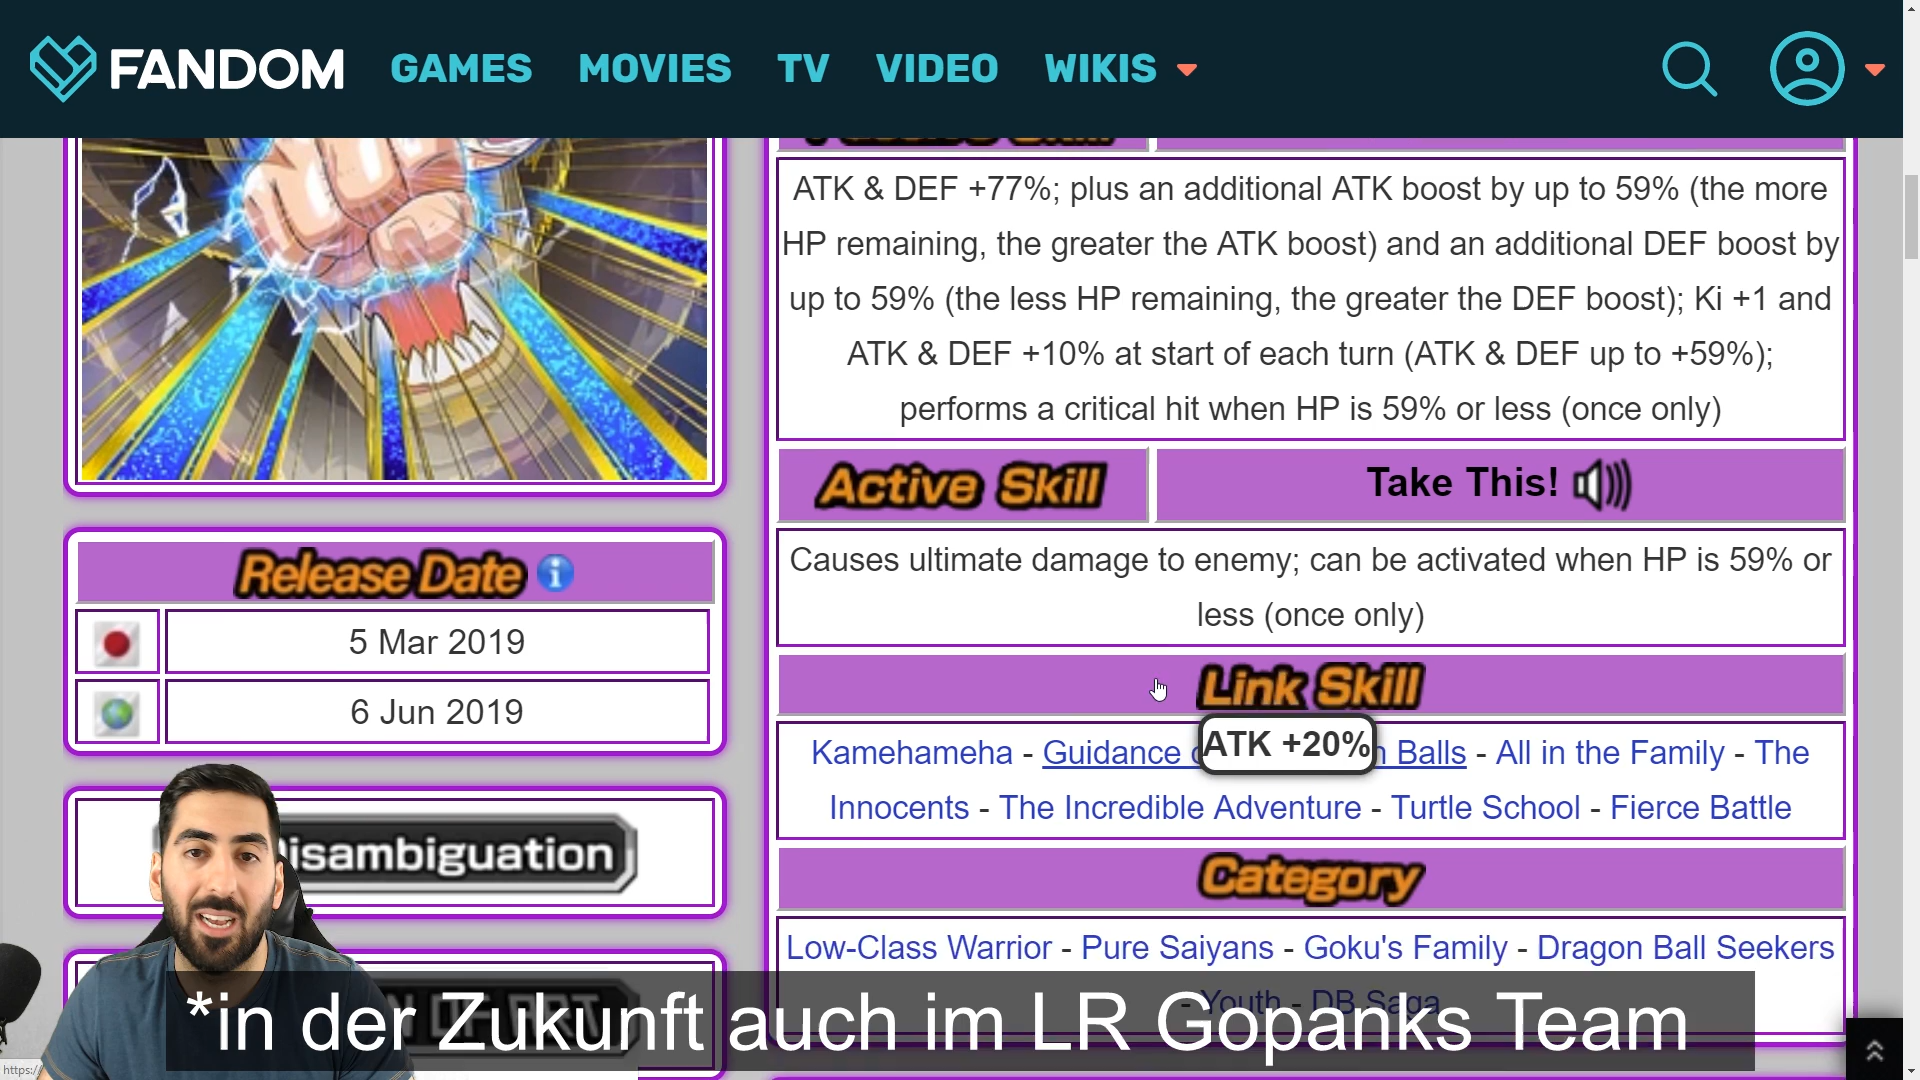 FANDOM
GAMES
MOVIES
TV
VIDEO
WIKIS
ATK & DEF +77%; plus an additional ATK boost by up to 59% (the more
HP remaining, the greater the ATK boost) and an additional DEF boost by
up to 59% (the less HP remaining, the greater the DEF boost); Ki +1 and
ATK & DEF +10% at start of each turn (ATK & DEF up to +59%);
performs a critical hit when HP is 59% or less (once only)
Active Skill
Take This!
Causes ultimate damage to enemy; can be activated when HP is 59% or
less (once only)
Link Skill
ATK +20%
Kamehameha - Guidance Balls - All in the Family - The
Innocents - The Incredible Adventure - Turtle School - Fierce Battle
Category
Low-Class Warrior - Pure Saiyans - Goku's Family - Dragon Ball Seekers
- Youth - DB Saga
Release Date
5 Mar 2019
6 Jun 2019
isambiguation
*in der Zukunft auch im LR Gopanks Team
https://